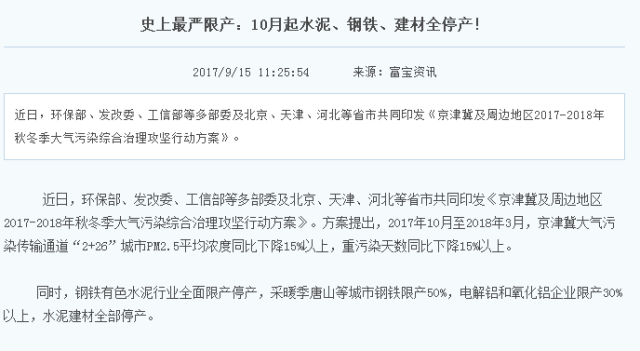 史上最严限产：10月起水泥、钢铁、建材全停产！
2017/9/15 11:25:54 来源：富宝资讯
近日，环保部、发改委、工信部等多部委及北京、天津、河北等省市共同印发《京津冀及周边地区2017-2018年
秋冬季大气污染综合治理攻坚行动方案》。
近日，环保部、发改委、工信部等多部委及北京、天津、河北等省市共同印发《京津冀及周边地区
2017-2018年秋冬季大气污染综合治理攻坚行动方案》。方案提出，2017年10月至2018年3月，京津冀大气污
染传输通道“2+26”城市PM2.5平均浓度同比下降15%以上，重污染天数同比下降15%以上。
同时，钢铁有色水泥行业全面限产停产，采暖季唐山等城市钢铁限产50%，电解铝和氧化铝企业限产30%
以上，水泥建材全部停产。